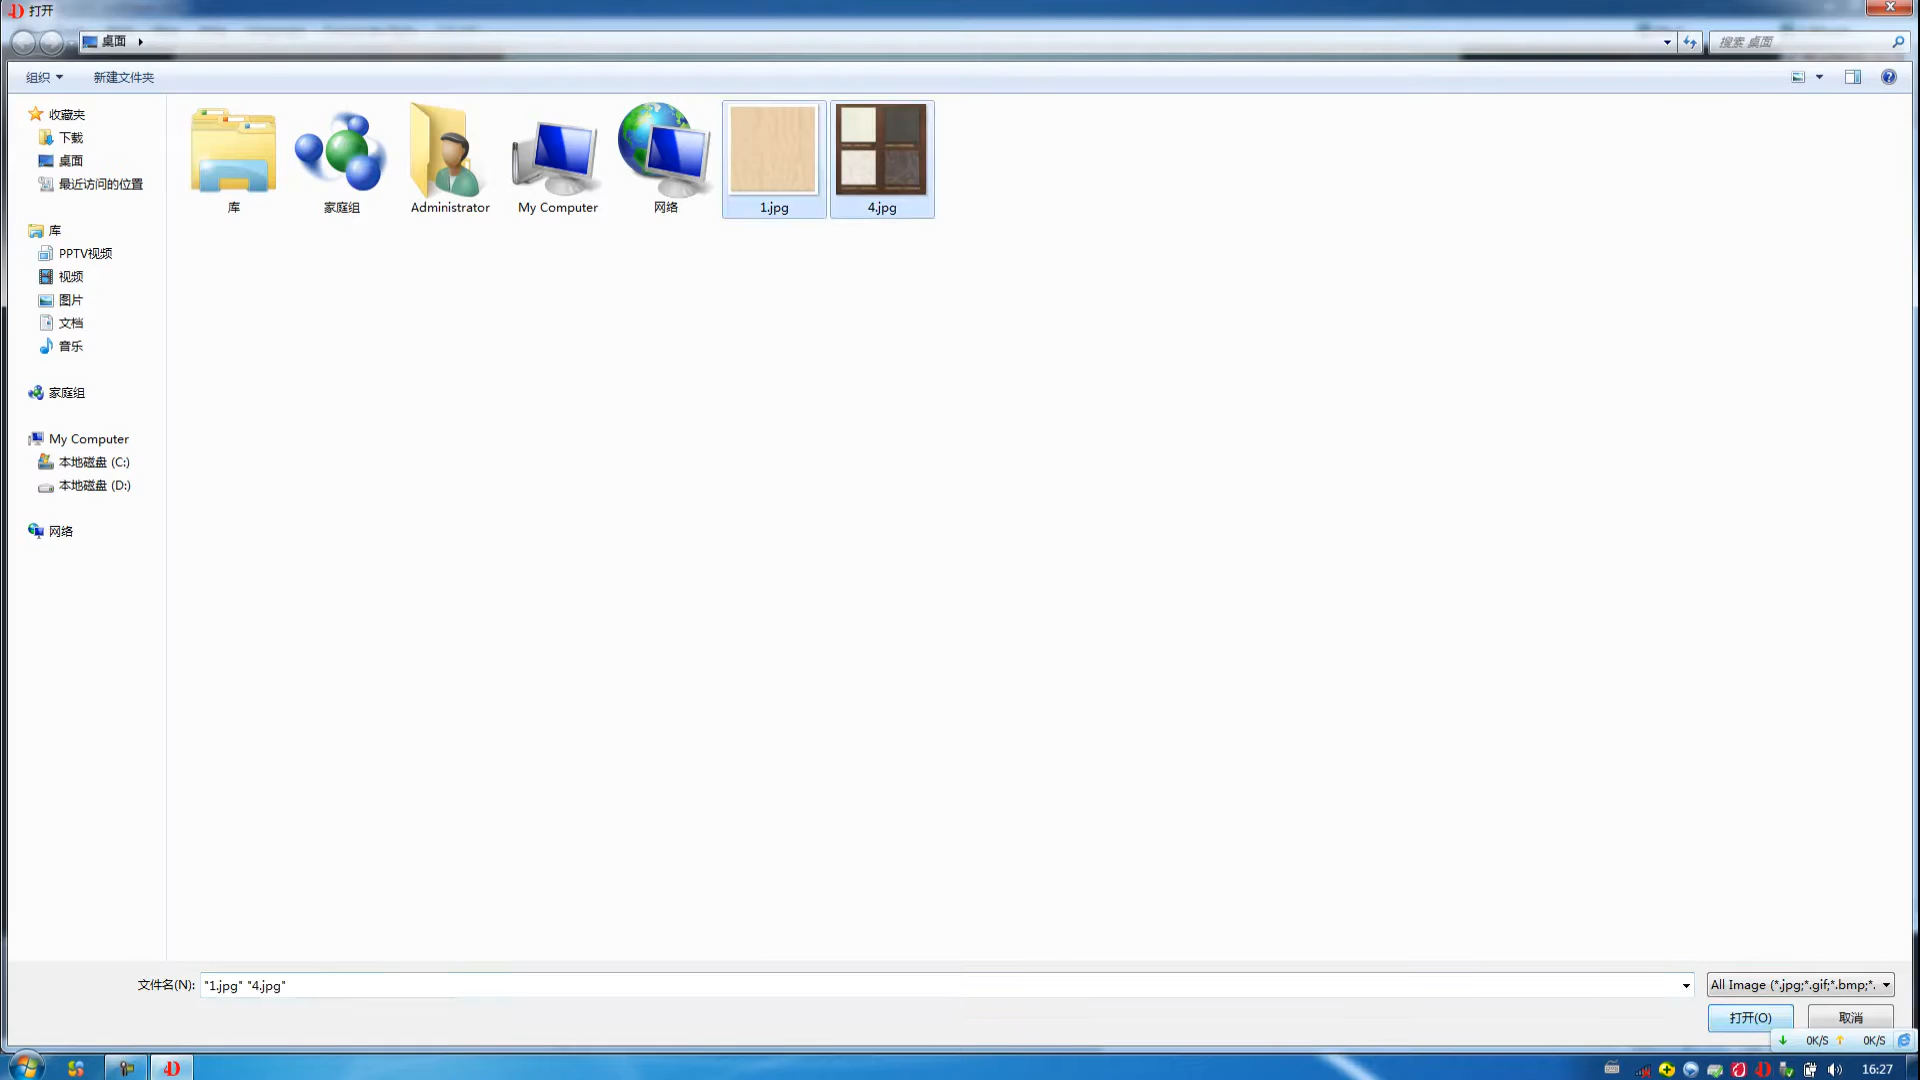 打开
桌面
搜索 桌面
组织
新建文件夹
收藏夹
下载
桌面
最近访问的位置
库
PPTV视频
视频
图片
文档
音乐
家庭组
My Computer
本地磁盘 (C:)
本地磁盘 (D:)
网络
库
家庭组
Administrator
My Computer
网络
1.jpg
4.jpg
文件名(N):
"1.jpg" "4.jpg"
All Image (*.jpg;*.gif;*.bmp;*.
打开(O)
取消
0K/S
0K/S
16:27